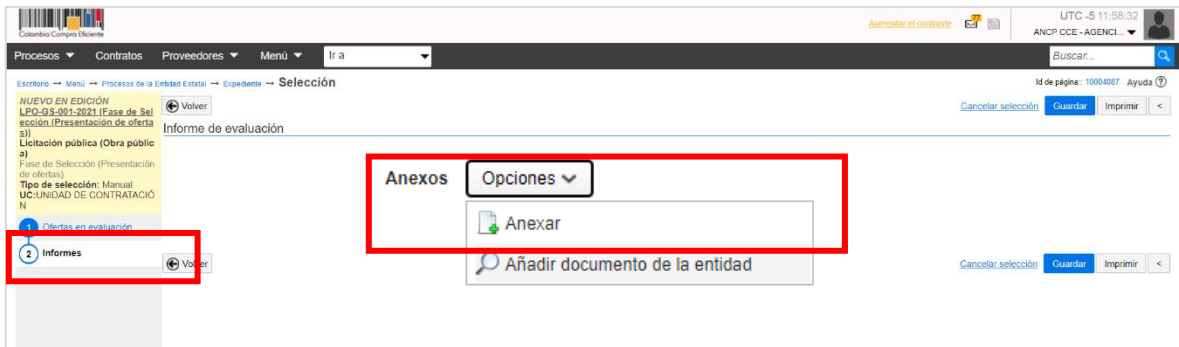 Colombia Compra Eficiente
Aumentar el contraste
77
UTC -5 11:58:32
ANCP CCE - AGENCI...
Procesos Contratos Proveedores Menú Ir a
Buscar...
Escritorio → Menú → Procesos de la Entidad Estatal → Expediente → Selección
Id de página:: 10004087 Ayuda ?
NUEVO EN EDICIÓN
LPO-GS-001-2021 (Fase de Sel
ección (Presentación de oferta
s))
Licitación pública (Obra públic
a)
Fase de Selección (Presentación
de ofertas)
Tipo de selección: Manual
UC:UNIDAD DE CONTRATACIÓ
N
Volver
Cancelar selección Guardar Imprimir <
Informe de evaluación
Anexos Opciones
Anexar
Añadir documento de la entidad
1 Ofertas en evaluación
2 Informes
Volver
Cancelar selección Guardar Imprimir <